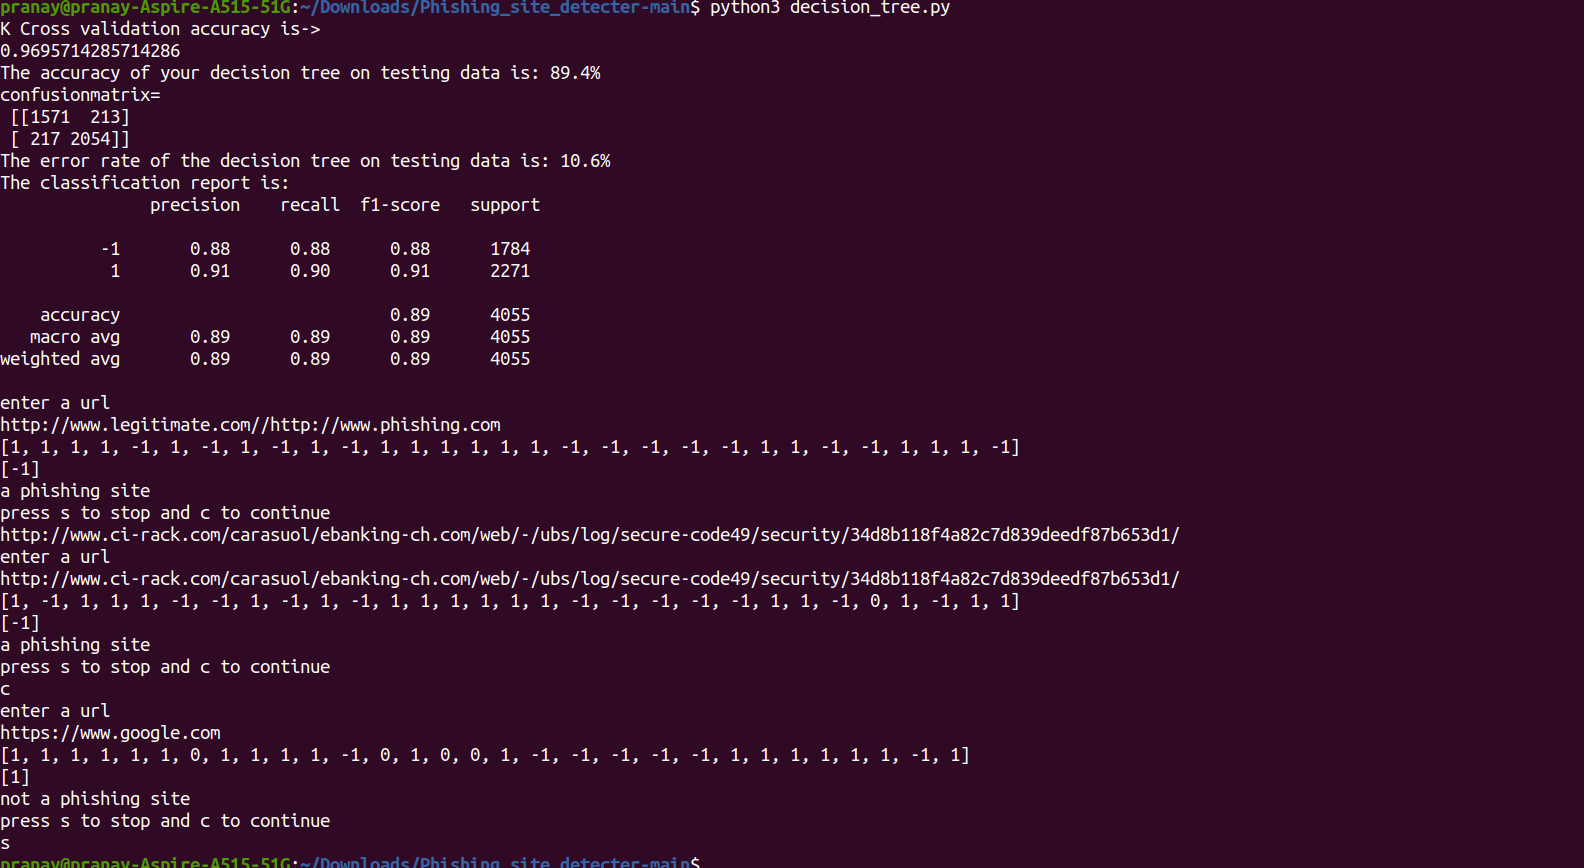 pranay@pranay-Aspire-A515-51G:~/Downloads/Phishing_site_detecter-main$ python3 decision_tree.py
K Cross validation accuracy is->
0.9695714285714286
The accuracy of your decision tree on testing data is: 89.4%
confusionmatrix=
 [[1571  213]
 [ 217 2054]]
The error rate of the decision tree on testing data is: 10.6%
The classification report is:
               precision    recall  f1-score   support

          -1       0.88      0.88      0.88      1784
           1       0.91      0.90      0.91      2271

    accuracy                           0.89      4055
   macro avg       0.89      0.89      0.89      4055
weighted avg       0.89      0.89      0.89      4055

enter a url
http://www.legitimate.com//http://www.phishing.com
[1, 1, 1, 1, -1, 1, -1, 1, -1, 1, -1, 1, 1, 1, 1, 1, 1, -1, -1, -1, -1, -1, 1, 1, -1, -1, 1, 1, 1, -1]
[-1]
a phishing site
press s to stop and c to continue
http://www.ci-rack.com/carasuol/ebanking-ch.com/web/-/ubs/log/secure-code49/security/34d8b118f4a82c7d839deedf87b653d1/
enter a url
http://www.ci-rack.com/carasuol/ebanking-ch.com/web/-/ubs/log/secure-code49/security/34d8b118f4a82c7d839deedf87b653d1/
[1, -1, 1, 1, 1, -1, -1, 1, -1, 1, -1, 1, 1, 1, 1, 1, 1, -1, -1, -1, -1, -1, 1, 1, -1, 0, 1, -1, 1, 1]
[-1]
a phishing site
press s to stop and c to continue
c
enter a url
https://www.google.com
[1, 1, 1, 1, 1, 1, 0, 1, 1, 1, 1, -1, 0, 1, 0, 0, 1, -1, -1, -1, -1, -1, 1, 1, 1, 1, 1, 1, -1, 1]
[1]
not a phishing site
press s to stop and c to continue
s
pranay@pranay-Aspire-A515-51G:~/Downloads/Phishing_site_detecter-main$